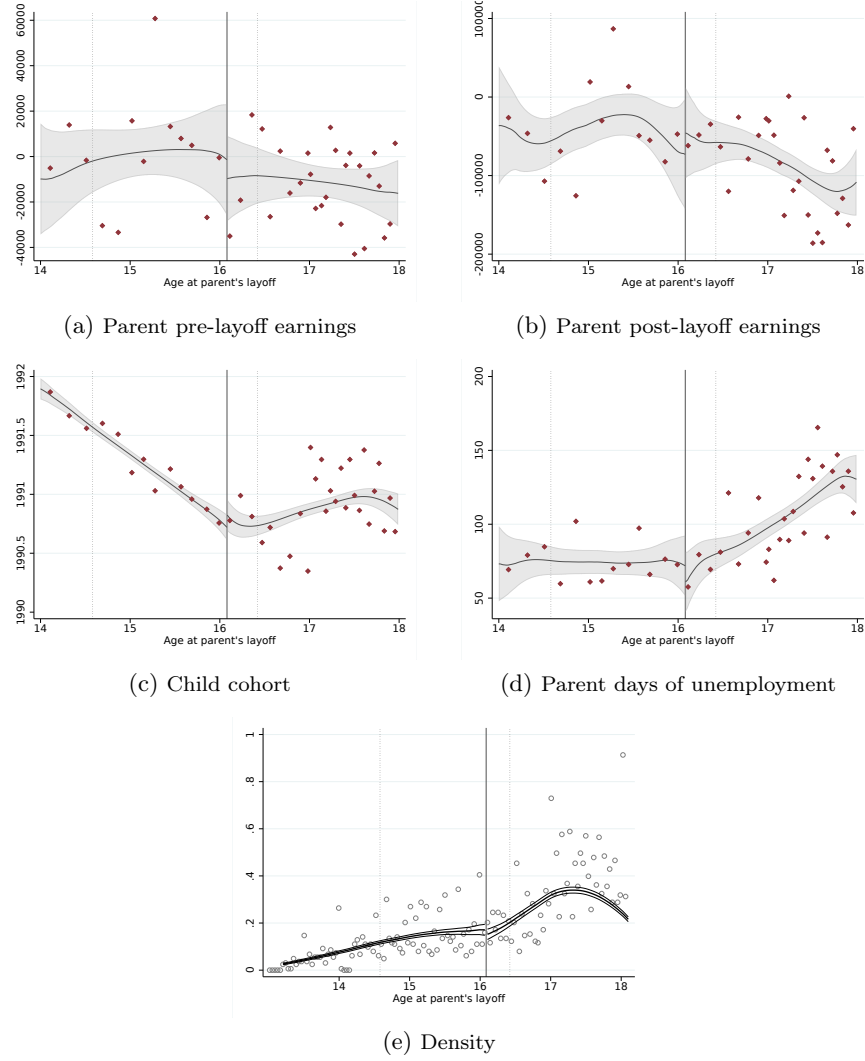 60000
40000
20000
0
-20000
-40000
14 15 16 17 18
Age at parent's layoff
(a) Parent pre-layoff earnings
100000
0
-100000
-200000
14 15 16 17 18
Age at parent's layoff
(b) Parent post-layoff earnings
1992
1991.5
1991
1990.5
1990
14 15 16 17 18
Age at parent's layoff
(c) Child cohort
200
150
100
50
14 15 16 17 18
Age at parent's layoff
(d) Parent days of unemployment
1
.8
.6
.4
.2
0
14 15 16 17 18
Age at parent's layoff
(e) Density